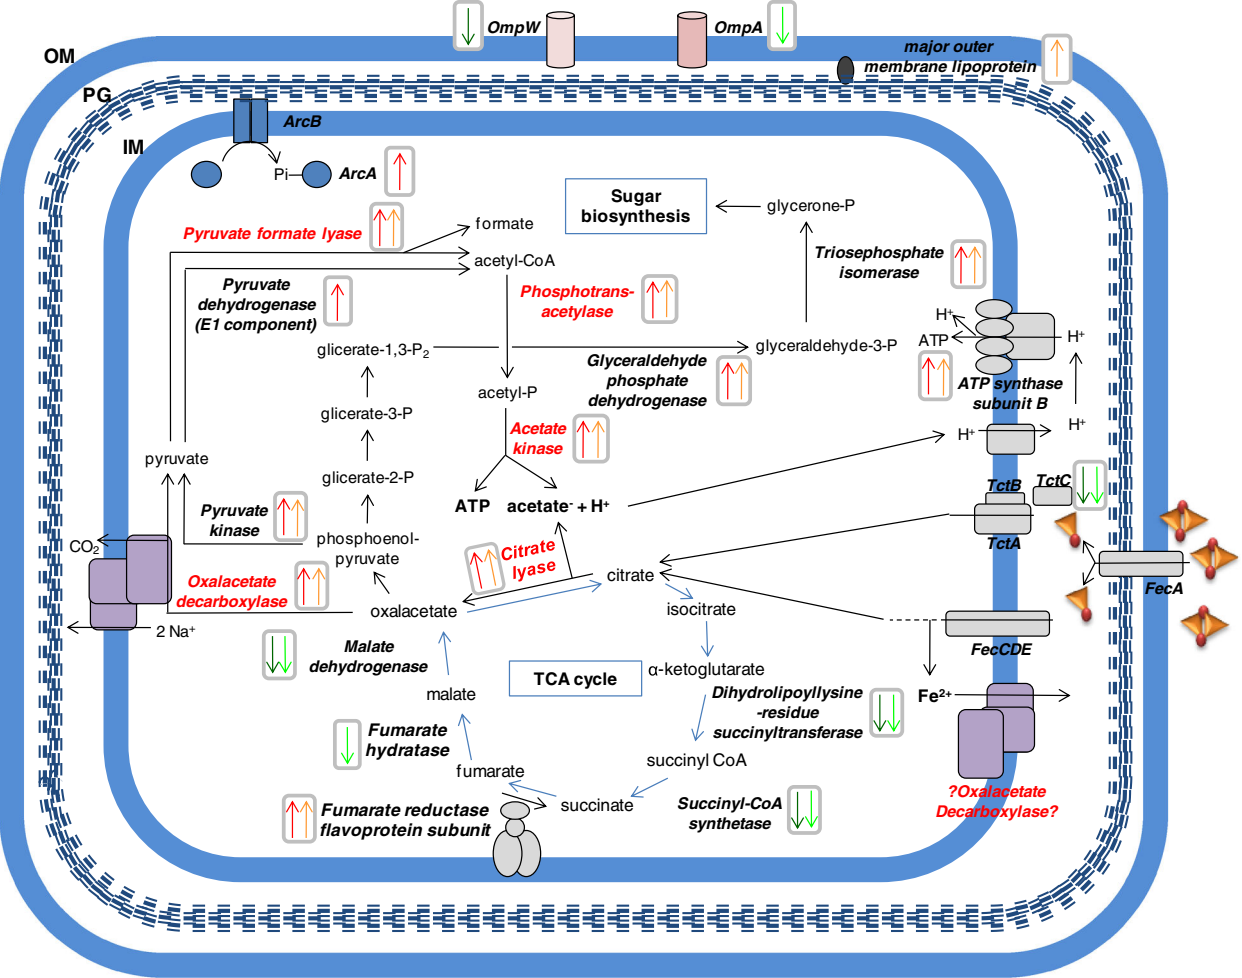 OmpW
OmpA
major outer
membrane lipoprotein
OM
PG
IM
ArcB
Pi
ArcA
Sugar
biosynthesis
glycerone-P
Pyruvate formate lyase
formate
acetyl-CoA
Triosephosphate
isomerase
Pyruvate
dehydrogenase
(E1 component)
Phosphotrans-
acetylase
H+
ATP
H+
glicerate-1,3-P2
glyceraldehyde-3-P
Glyceraldehyde
phosphate
dehydrogenase
ATP synthase
subunit B
acetyl-P
glicerate-3-P
Acetate
kinase
H+
H+
pyruvate
glicerate-2-P
TctB
TctC
TctA
Pyruvate
kinase
ATP
acetate- + H+
phosphoenol-
pyruvate
Citrate
lyase
CO2
Oxalacetate
decarboxylase
citrate
FecA
oxalacetate
isocitrate
2 Na+
Malate
dehydrogenase
FecCDE
TCA cycle
α-ketoglutarate
malate
Dihydrolipoyllysine
-residue
succinyltransferase
Fe2+
Fumarate
hydratase
succinyl CoA
fumarate
succinate
Succinyl-CoA
synthetase
Fumarate reductase
flavoprotein subunit
?Oxalacetate
Decarboxylase?